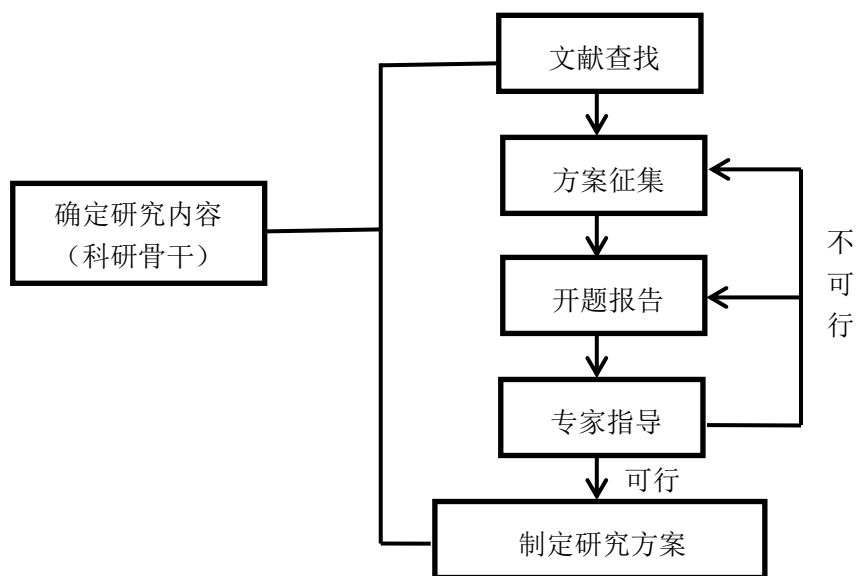 文献查找
方案征集
确定研究内容
（科研骨干）
开题报告
不
可
行
专家指导
可行
制定研究方案